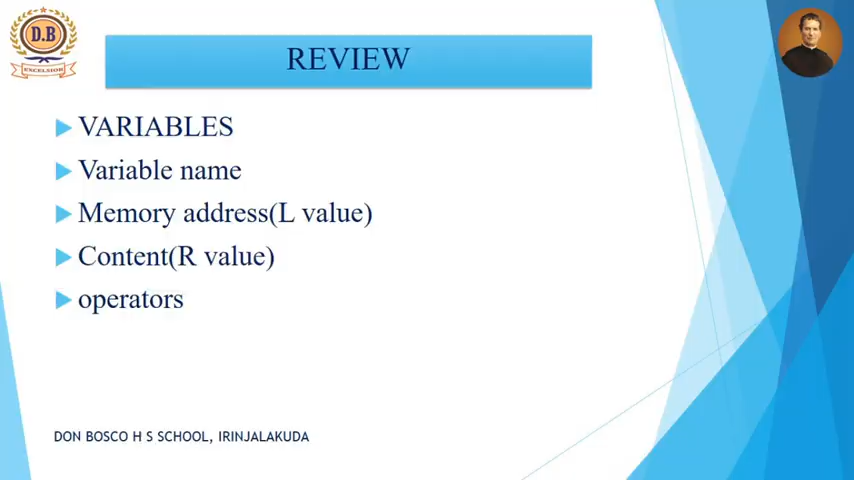 D.B
EXCELSIOR
REVIEW
VARIABLES
Variable name
Memory address(L value)
Content(R value)
operators
DON BOSCO H S SCHOOL, IRINJALAKUDA